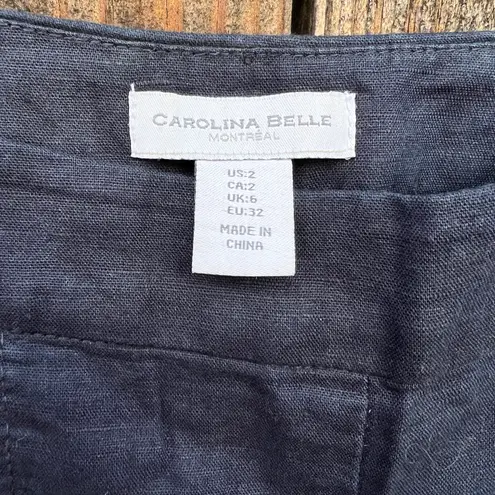 CAROLINA BELLE
MONTRÉAL
US:2
CA:2
UK:6
EU:32
MADE IN
CHINA